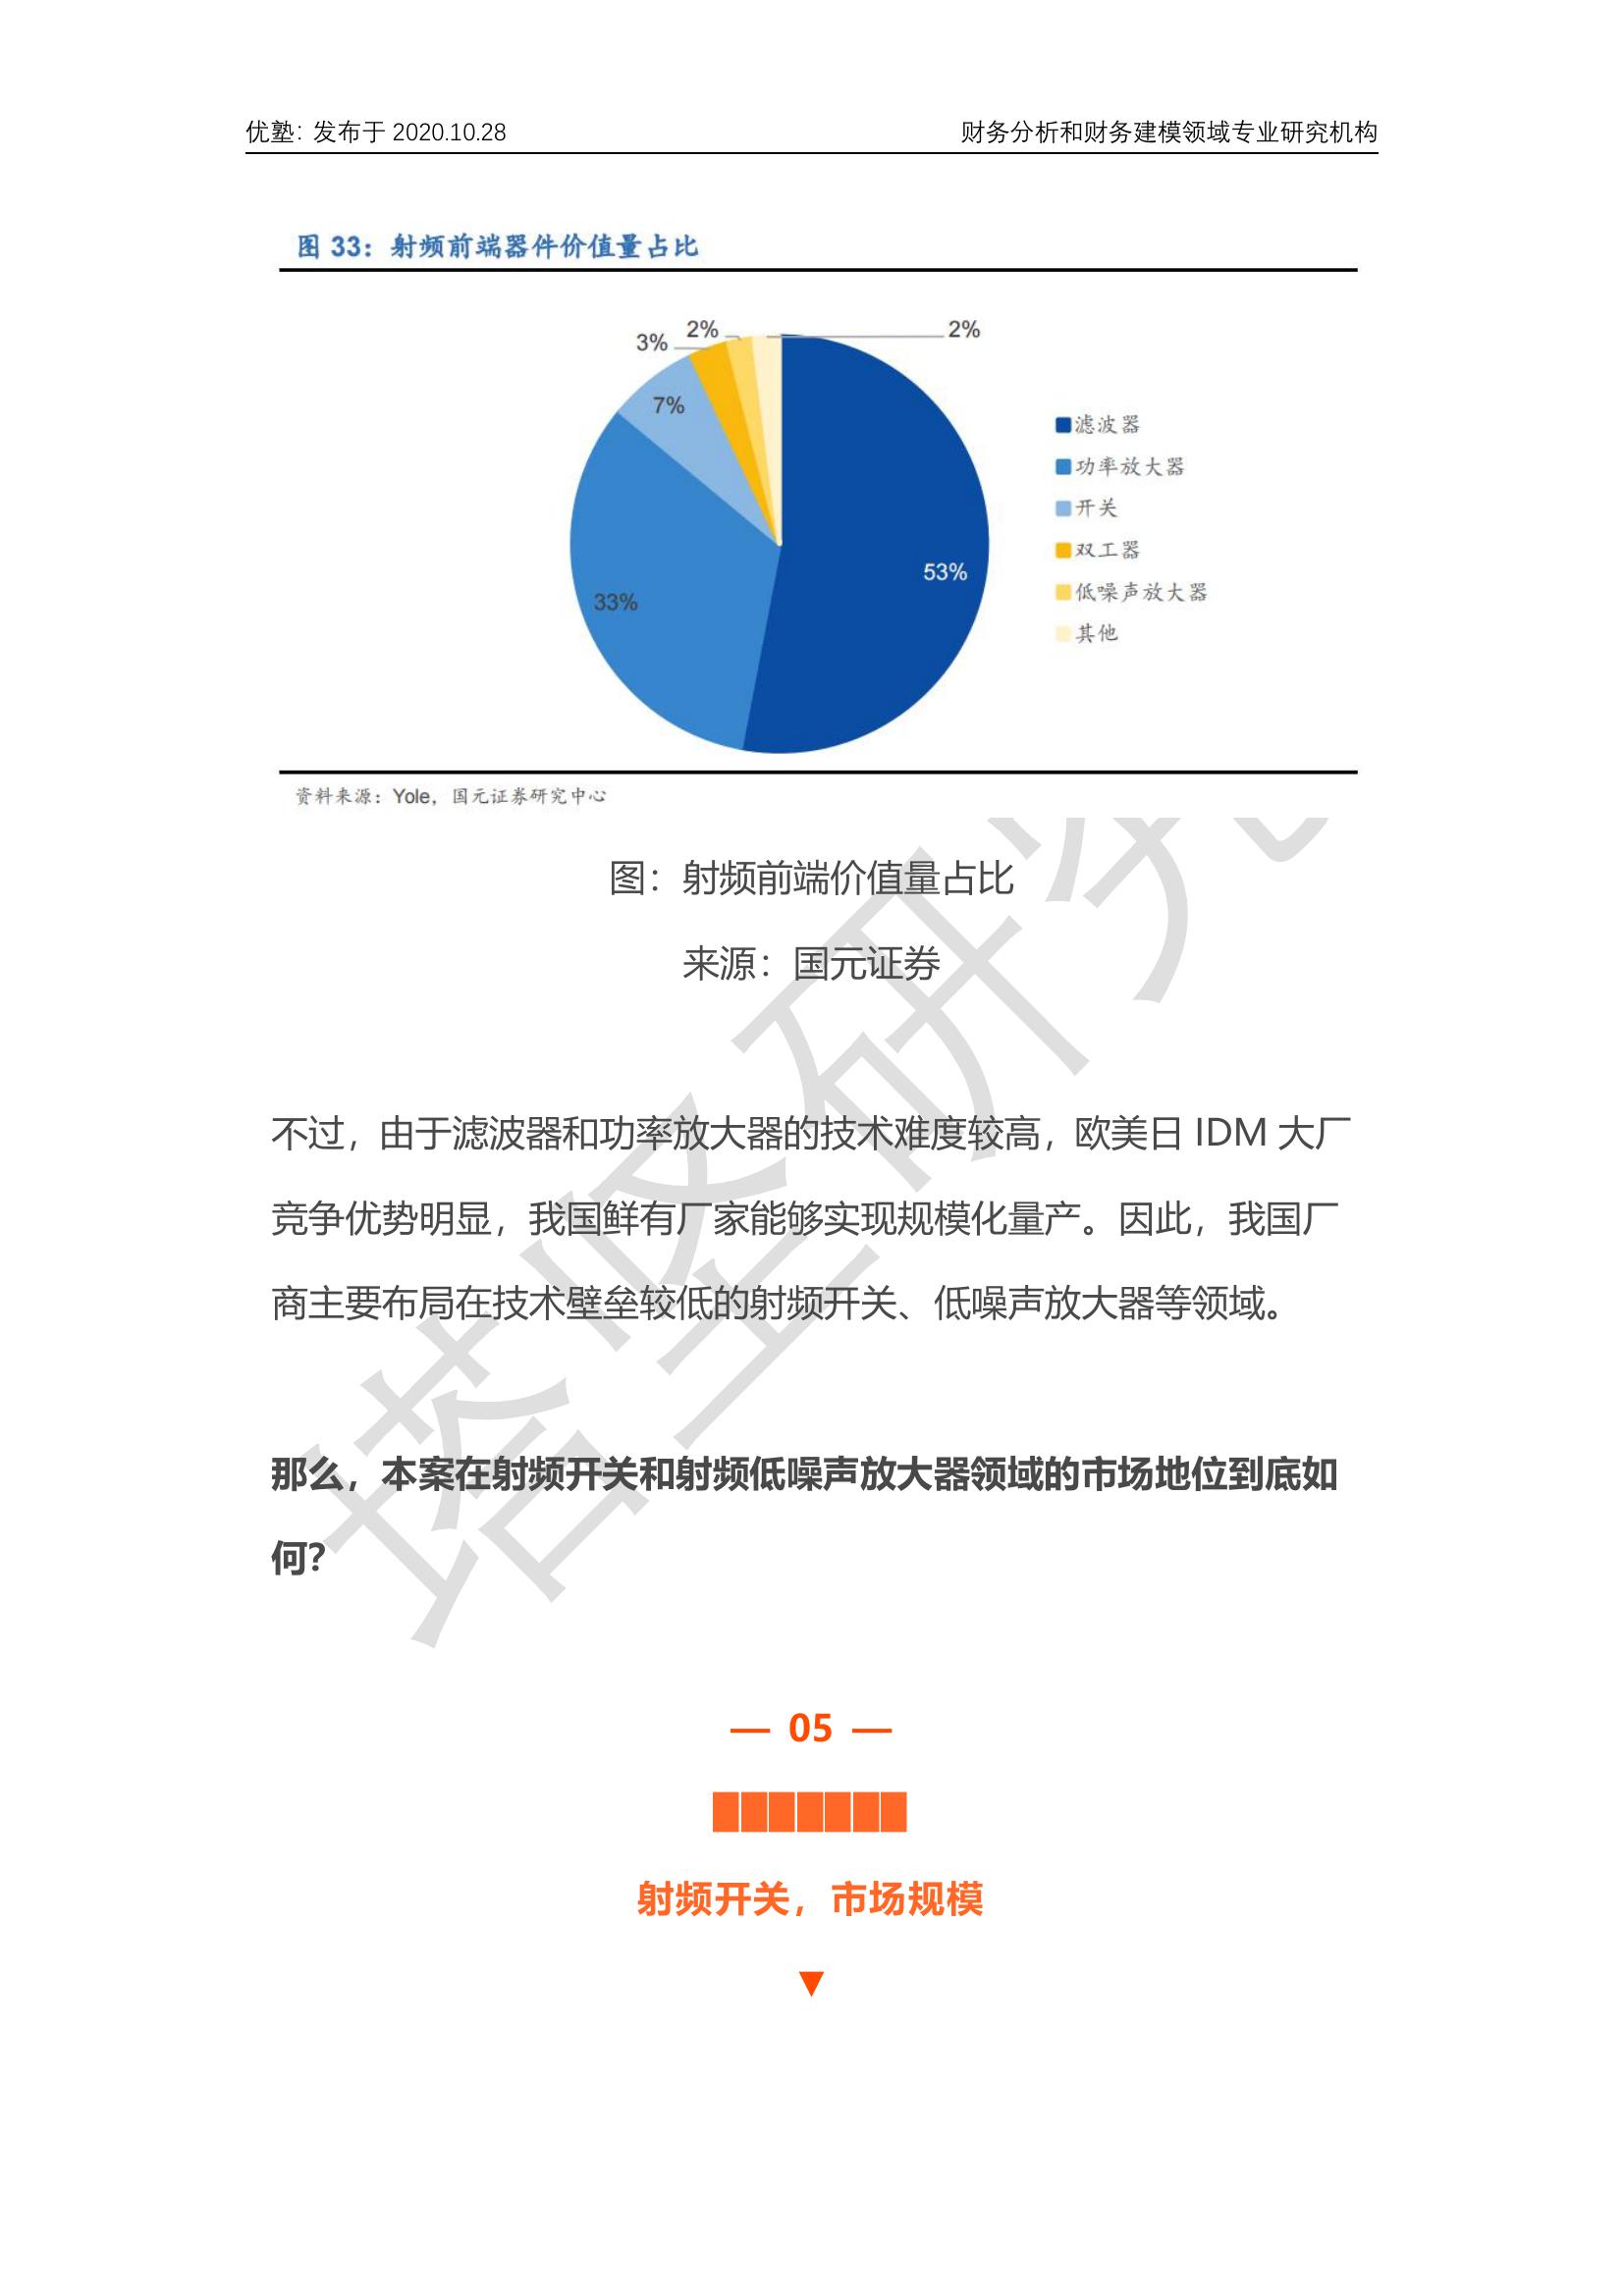 优塾：发布于 2020.10.28
财务分析和财务建模领域专业研究机构
图 33：射频前端器件价值量占比
2%
2%
3%
7%
53%
33%
滤波器
功率放大器
开关
双工器
低噪声放大器
其他
资料来源：Yole，国元证券研究中心
图：射频前端价值量占比
来源：国元证券
不过，由于滤波器和功率放大器的技术难度较高，欧美日 IDM 大厂
竞争优势明显，我国鲜有厂家能够实现规模化量产。因此，我国厂
商主要布局在技术壁垒较低的射频开关、低噪声放大器等领域。
那么，本案在射频开关和射频低噪声放大器领域的市场地位到底如
何？
— 05 —
射频开关，市场规模
▼
塔坚研究